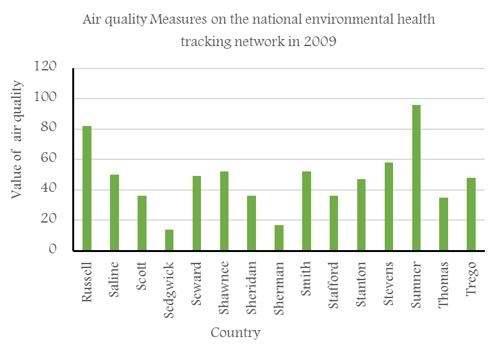 Air quality Measures on the national environmental health
tracking network in 2009
Value of air quality
120
100
80
60
40
20
0
Russell
Saline
Scott
Sedgwick
Seward
Shawnee
Sheridan
Sherman
Smith
Stafford
Stanton
Stevens
Sumner
Thomas
Trego
Country